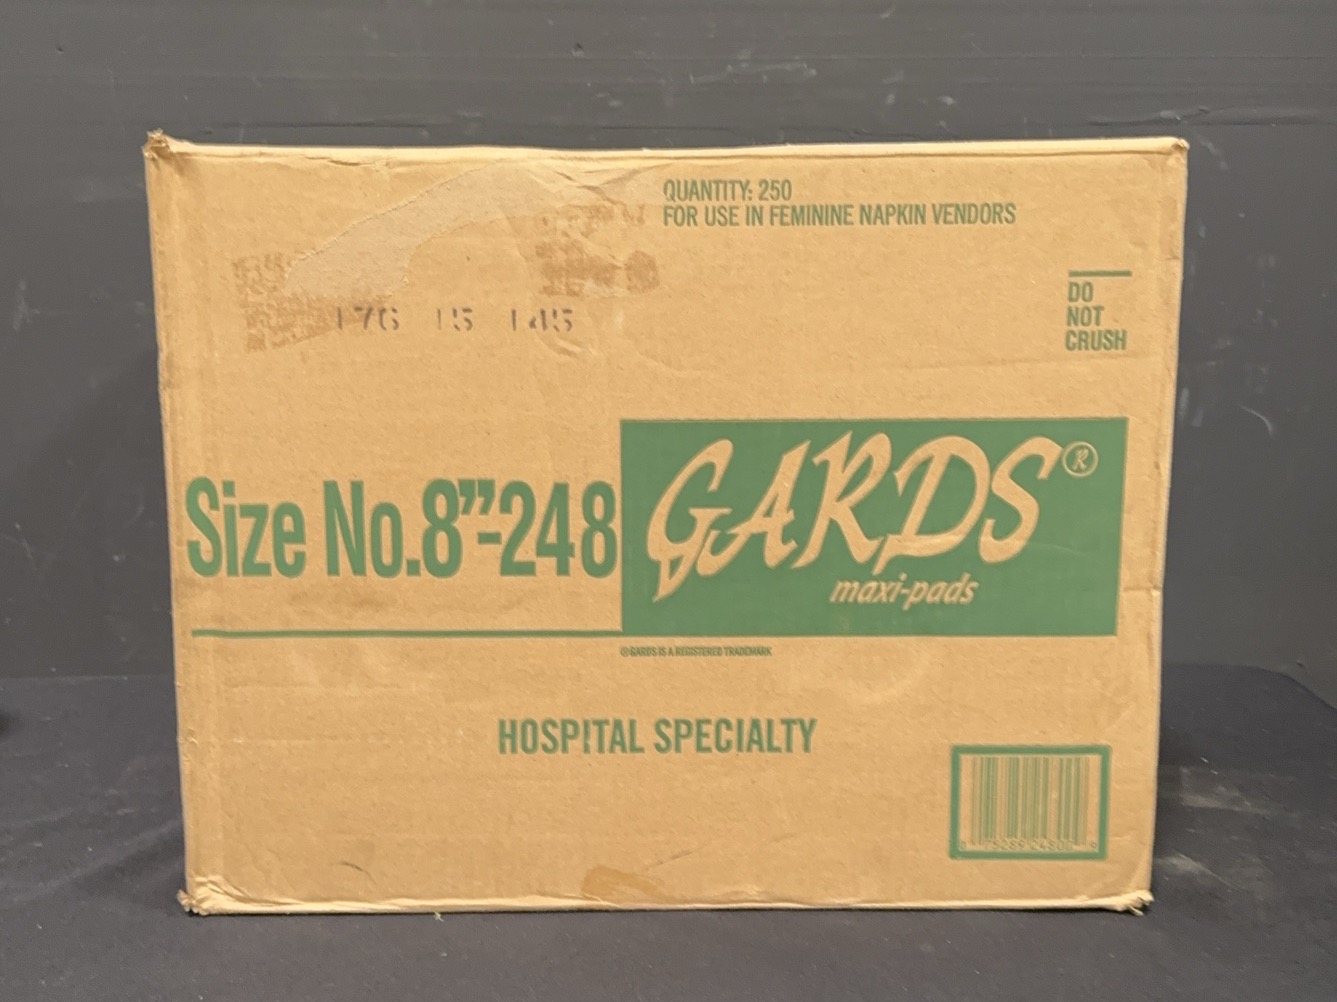 QUANTITY: 250
FOR USE IN FEMININE NAPKIN VENDORS
DO
NOT
CRUSH
176 15 145
Size No.8”-248
GARDS®
maxi-pads
® GARDS IS A REGISTERED TRADEMARK
HOSPITAL SPECIALTY